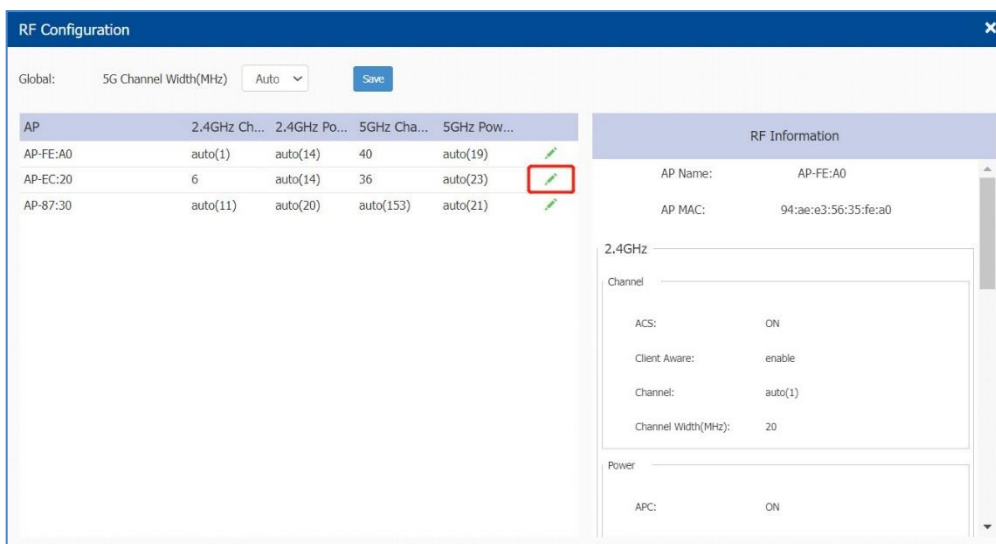 RF Configuration
Global: 5G Channel Width(MHz) Auto Save
AP 2.4GHz Ch... 2.4GHz Po... 5GHz Cha... 5GHz Pow...
AP-FE:A0 auto(1) auto(14) 40 auto(19)
AP-EC:20 6 auto(14) 36 auto(23)
AP-87:30 auto(11) auto(20) auto(153) auto(21)
RF Information
AP Name: AP-FE:A0
AP MAC: 94:ae:e3:56:35:fe:a0
2.4GHz
Channel
ACS: ON
Client Aware: enable
Channel: auto(1)
Channel Width(MHz): 20
Power
APC: ON